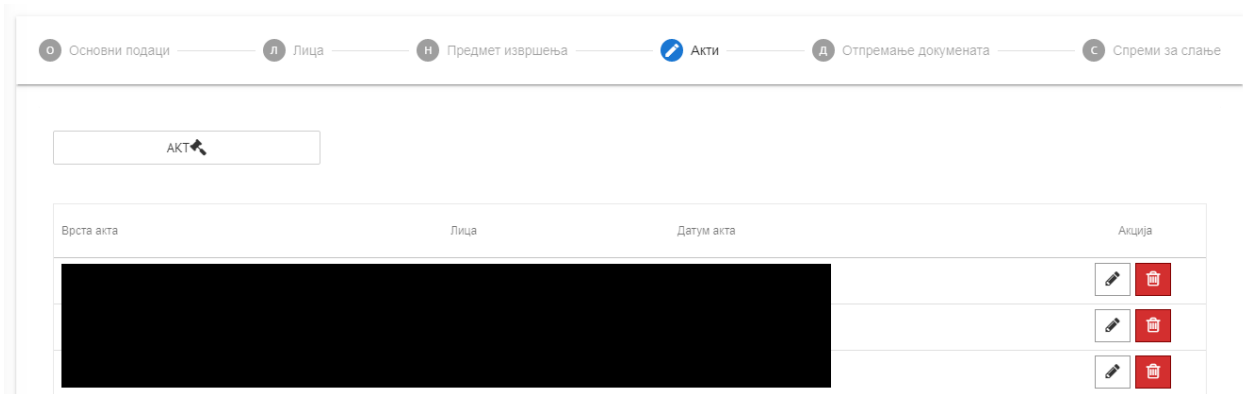 О Основни подаци Л Лица Н Предмет извршења Акти Д Отпремање докумената С Спреми за слање
АКТ
Врста акта Лица Датум акта Акција